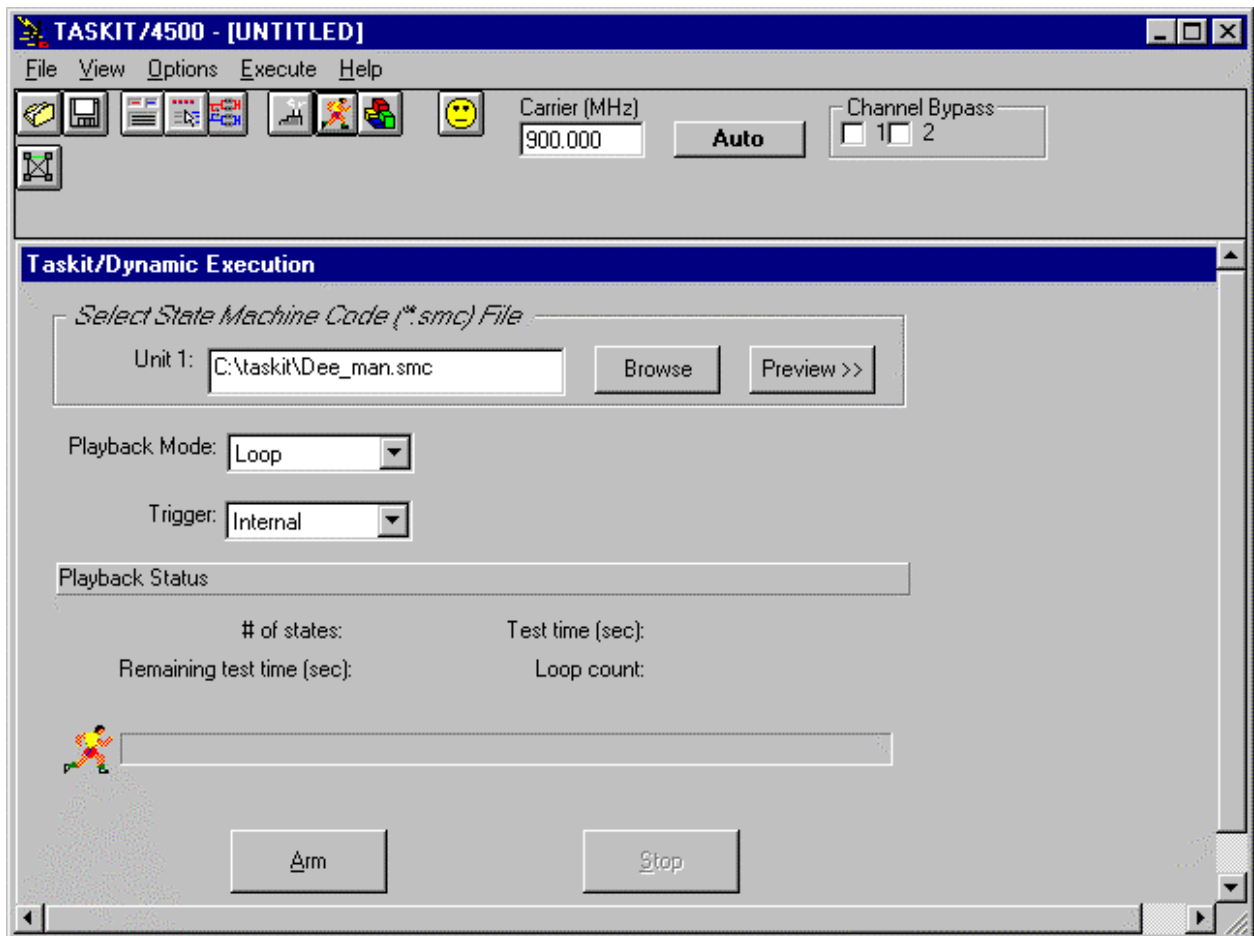 TASKIT/4500 - [UNTITLED]
File View Options Execute Help
Carrier (MHz)
900.000
Auto
Channel Bypass
1 2
Taskit/Dynamic Execution
Select State Machine Code (*.smc) File
Unit 1: C:\taskit\Dee_man.smc Browse Preview >>
Playback Mode: Loop
Trigger: Internal
Playback Status
# of states: Test time (sec):
Remaining test time (sec): Loop count:
Arm Stop